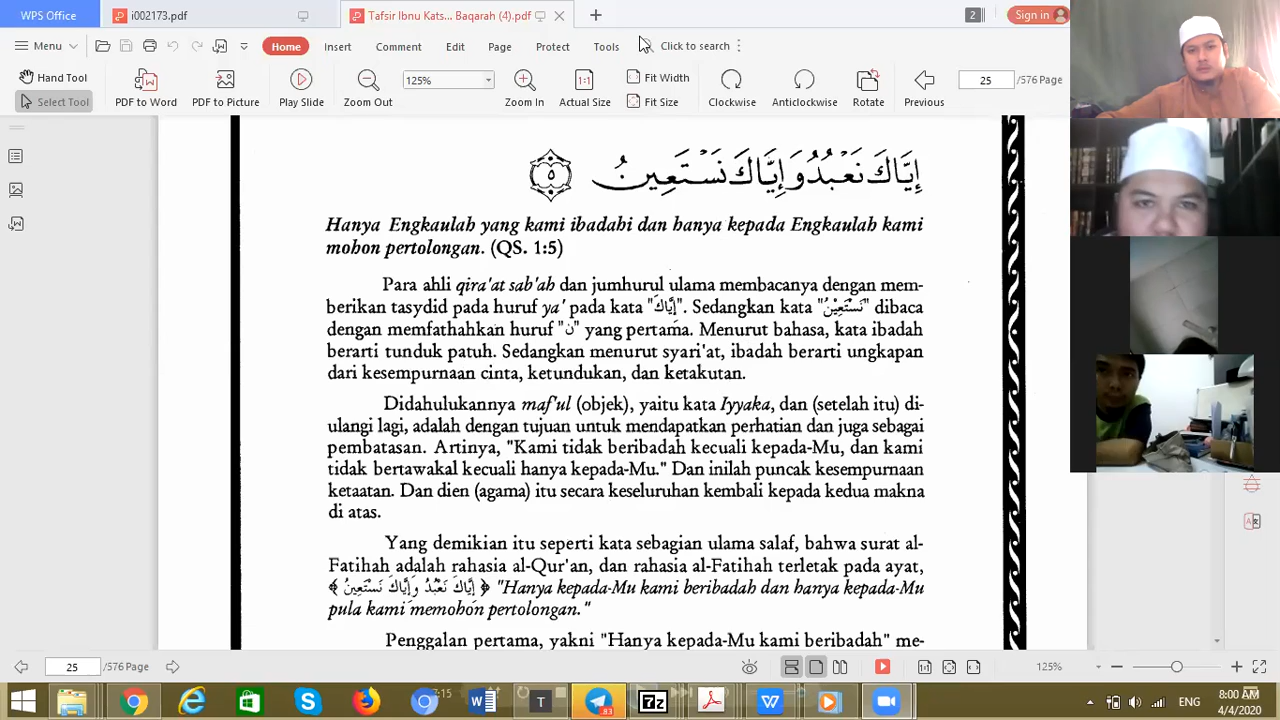 WPS Office
i002173.pdf
Tafsir Ibnu Kats... Baqarah (4).pdf
2
Sign in
Menu
Home
Insert
Comment
Edit
Page
Protect
Tools
Click to search
Hand Tool
Select Tool
PDF to Word
PDF to Picture
Play Slide
Zoom Out
125%
Zoom In
1:1
Actual Size
Fit Width
Fit Size
Clockwise
Anticlockwise
Rotate
Previous
25
/576 Page
إِيَّاكَ نَعْبُدُ وَإِيَّاكَ نَسْتَعِينُ ٥
Hanya Engkaulah yang kami ibadahi dan hanya kepada Engkaulah kami
mohon pertolongan. (QS. 1:5)
Para ahli qira'at sab'ah dan jumhurul ulama membacanya dengan mem-
berikan tasydid pada huruf ya' pada kata "إِيَّاكَ". Sedangkan kata "نَسْتَعِيْنُ" dibaca
dengan memfathahkan huruf "ن" yang pertama. Menurut bahasa, kata ibadah
berarti tunduk patuh. Sedangkan menurut syari'at, ibadah berarti ungkapan
dari kesempurnaan cinta, ketundukan, dan ketakutan.
Didahulukannya maf'ul (objek), yaitu kata Iyyaka, dan (setelah itu) di-
ulangi lagi, adalah dengan tujuan untuk mendapatkan perhatian dan juga sebagai
pembatasan. Artinya, "Kami tidak beribadah kecuali kepada-Mu, dan kami
tidak bertawakal kecuali hanya kepada-Mu." Dan inilah puncak kesempurnaan
ketaatan. Dan dien (agama) itu secara keseluruhan kembali kepada kedua makna
di atas.
Yang demikian itu seperti kata sebagian ulama salaf, bahwa surat al-
Fatihah adalah rahasia al-Qur'an, dan rahasia al-Fatihah terletak pada ayat,
﴿ إِيَّاكَ نَعْبُدُ وَإِيَّاكَ نَسْتَعِينُ ﴾ "Hanya kepada-Mu kami beribadah dan hanya kepada-Mu
pula kami memohon pertolongan."
Penggalan pertama, yakni "Hanya kepada-Mu kami beribadah" me-
25
/576 Page
125%
7:15
83
ENG
8:00 AM
4/4/2020